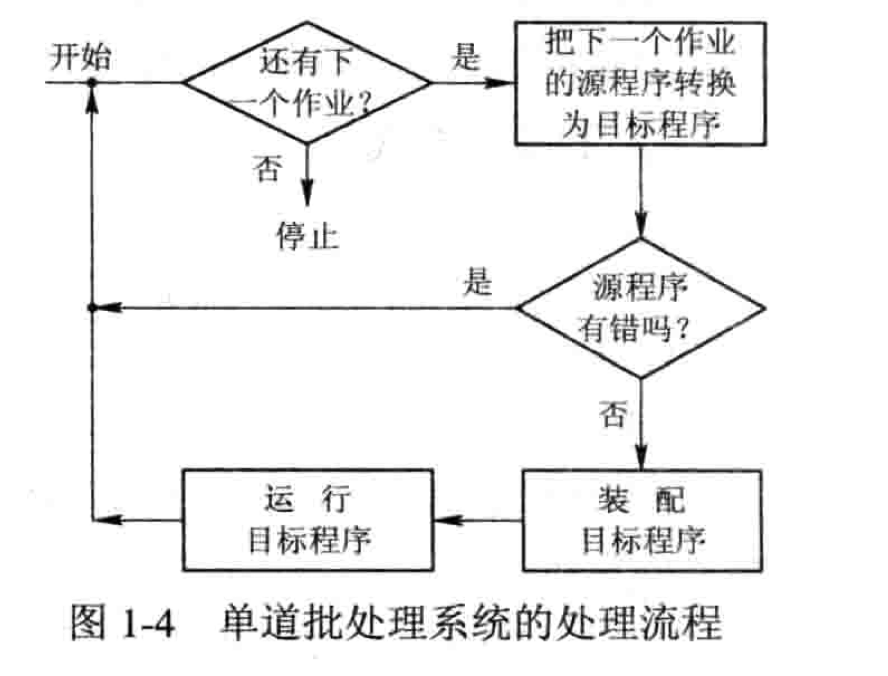 开始
还有下
一个作业？
是
把下一个作业
的源程序转换
为目标程序
否
停止
是
源程序
有错吗？
否
运 行
目标程序
装 配
目标程序
图 1-4 单道批处理系统的处理流程